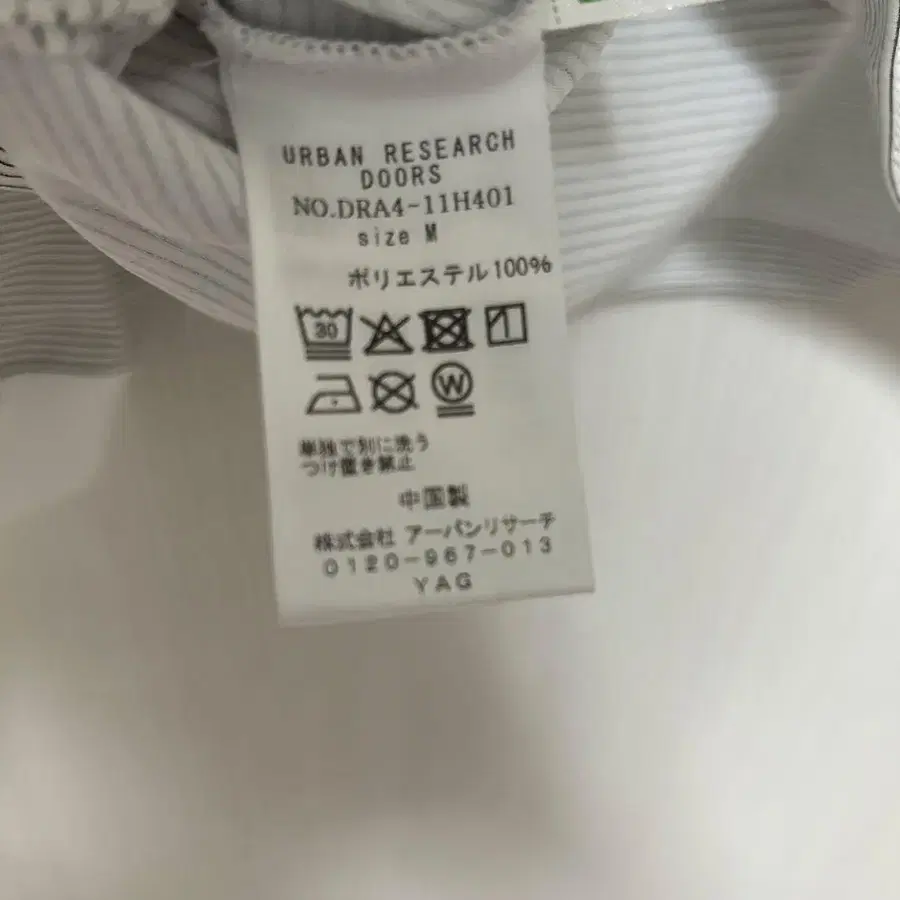 URBAN RESEARCH
DOORS
NO.DRA4-11H401
size M
ポリエステル100%
30
W
単独で別に洗う
つけ置き禁止
中国製
株式会社 アーバンリサーチ
0120-967-013
YAG